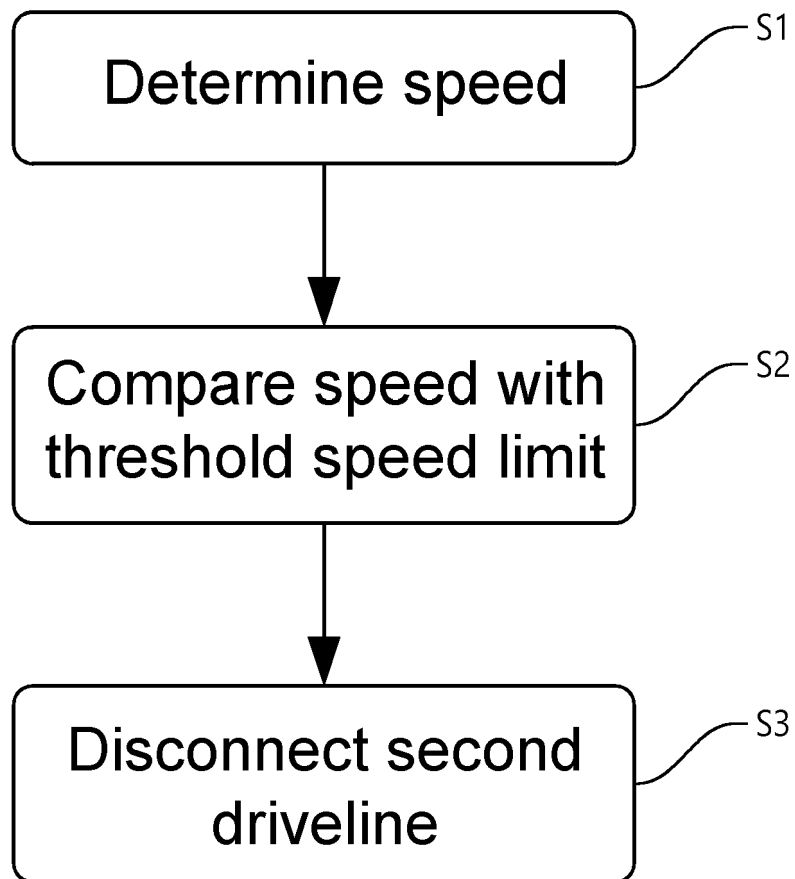 Determine speed
S1
Compare speed with
threshold speed limit
S2
Disconnect second
driveline
S3